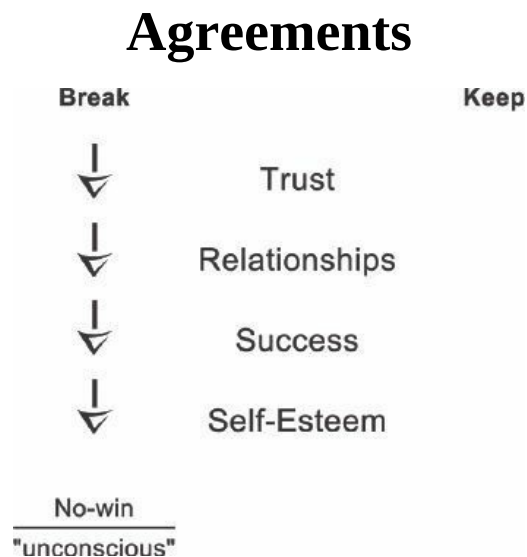 Agreements
Break Keep
Trust
Relationships
Success
Self-Esteem
No-win
"unconscious"